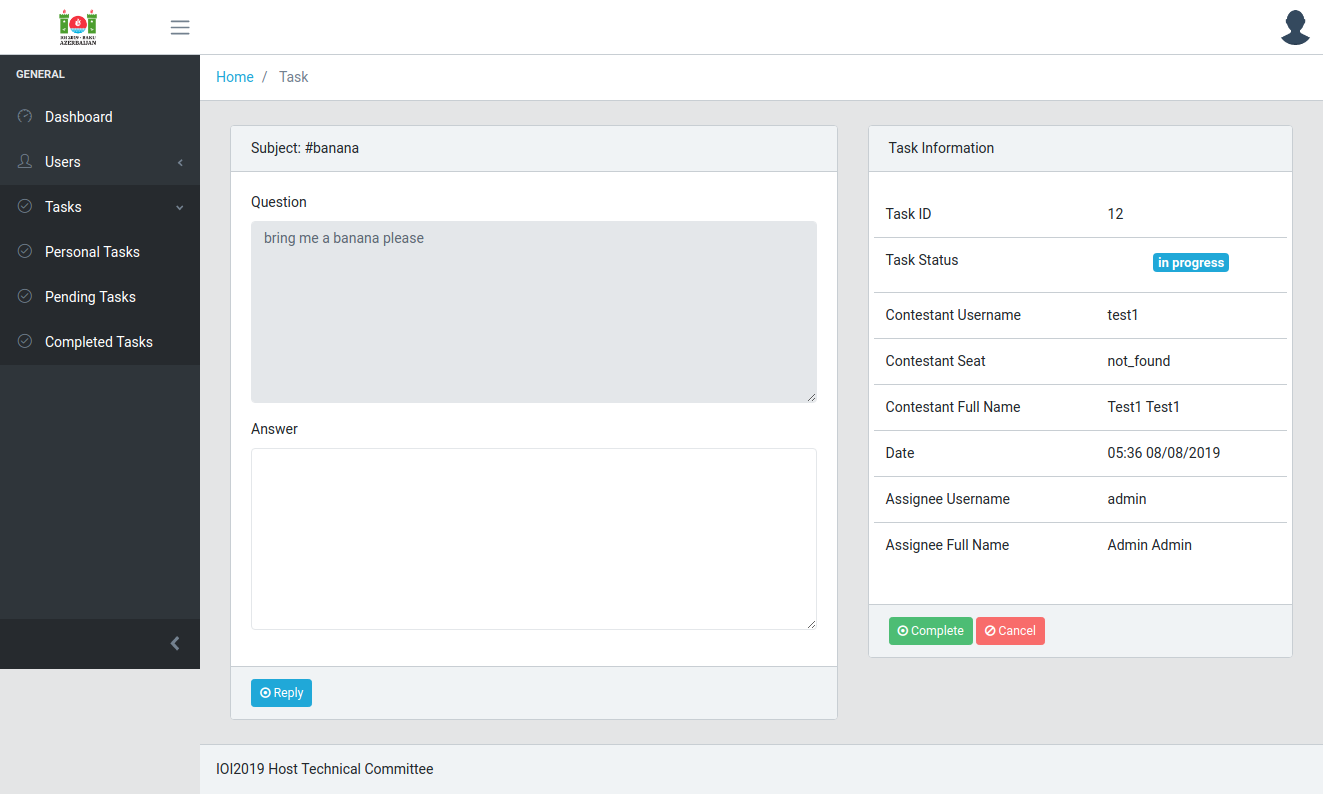 IOI 2019 - BAKU
AZERBAIJAN
GENERAL
Dashboard
Users
Tasks
Personal Tasks
Pending Tasks
Completed Tasks
Home / Task
Subject: #banana
Question
bring me a banana please
Answer
Reply
Task Information
Task ID 12
Task Status in progress
Contestant Username test1
Contestant Seat not_found
Contestant Full Name Test1 Test1
Date 05:36 08/08/2019
Assignee Username admin
Assignee Full Name Admin Admin
Complete Cancel
IOI2019 Host Technical Committee